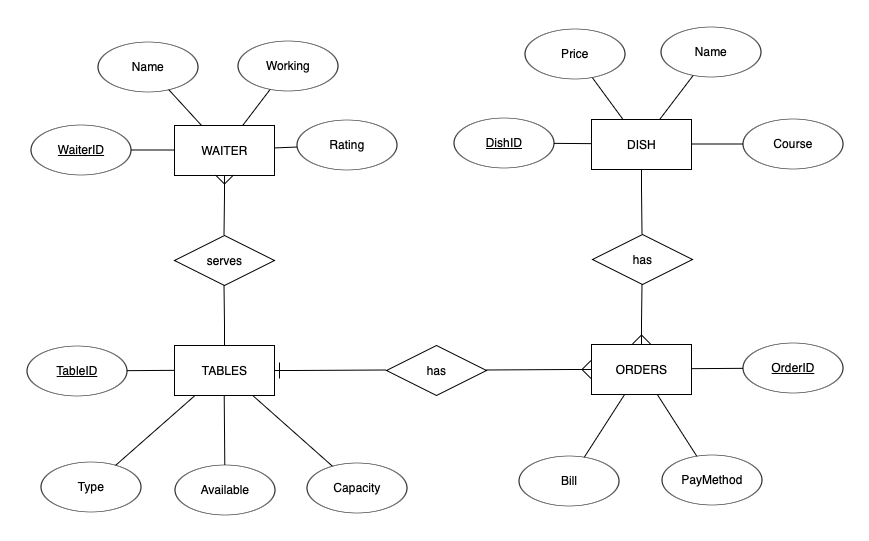 Name
Working
WaiterID
WAITER
Rating
serves
TableID
TABLES
Type
Available
Capacity
has
Price
Name
DishID
DISH
Course
has
ORDERS
OrderID
Bill
PayMethod